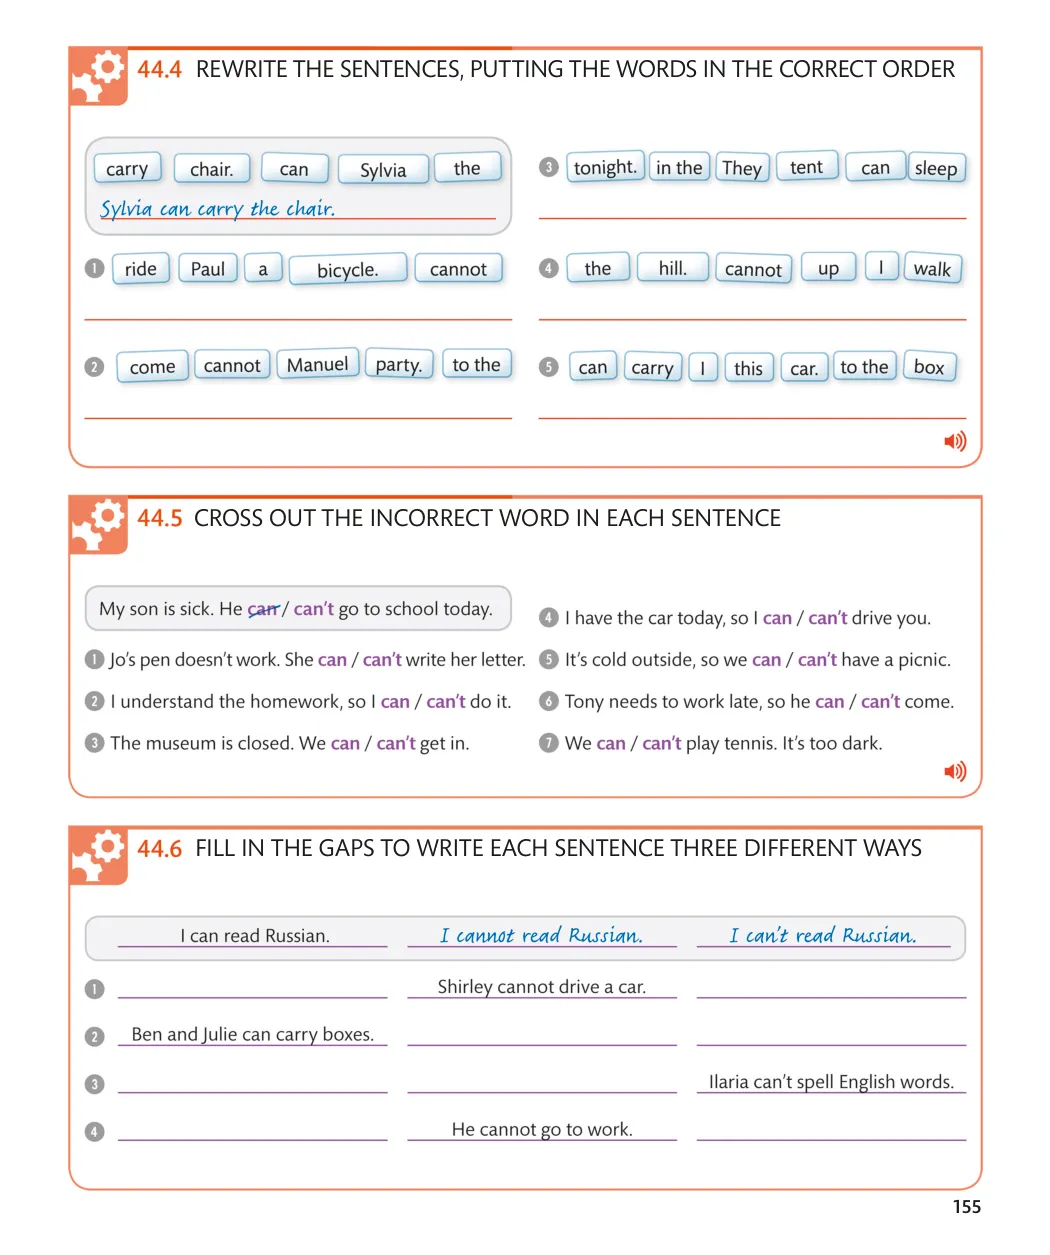 44.4 REWRITE THE SENTENCES, PUTTING THE WORDS IN THE CORRECT ORDER
carry chair. can Sylvia the
Sylvia can carry the chair.
1 ride Paul a bicycle. cannot
2 come cannot Manuel party. to the
3 tonight. in the They tent can sleep
4 the hill. cannot up I walk
5 can carry I this car. to the box
44.5 CROSS OUT THE INCORRECT WORD IN EACH SENTENCE
My son is sick. He can / can't go to school today.
1 Jo's pen doesn't work. She can / can't write her letter.
2 I understand the homework, so I can / can't do it.
3 The museum is closed. We can / can't get in.
4 I have the car today, so I can / can't drive you.
5 It's cold outside, so we can / can't have a picnic.
6 Tony needs to work late, so he can / can't come.
7 We can / can't play tennis. It's too dark.
44.6 FILL IN THE GAPS TO WRITE EACH SENTENCE THREE DIFFERENT WAYS
I can read Russian. I cannot read Russian. I can't read Russian.
1 Shirley cannot drive a car.
2 Ben and Julie can carry boxes.
3 Ilaria can't spell English words.
4 He cannot go to work.
155